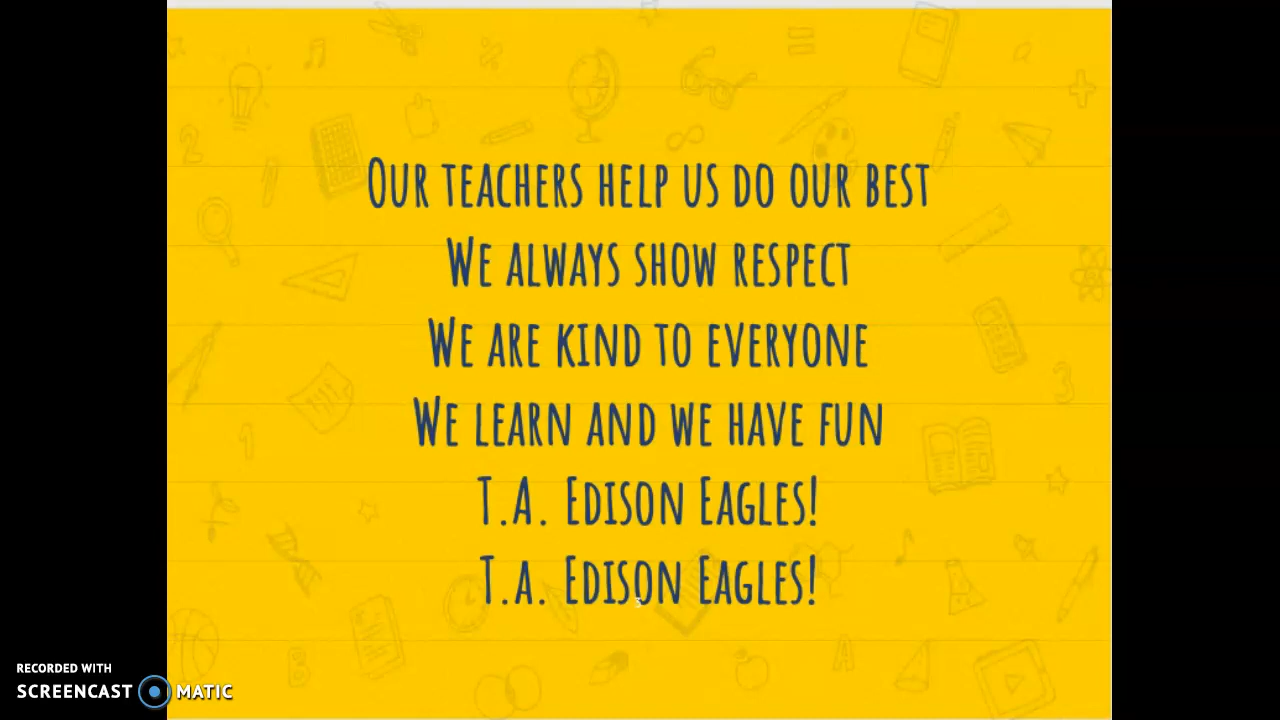 Our teachers help us do our best
We always show respect
We are kind to everyone
We learn and we have fun
T.A. Edison Eagles!
T.A. Edison Eagles!
RECORDED WITH
SCREENCAST MATIC